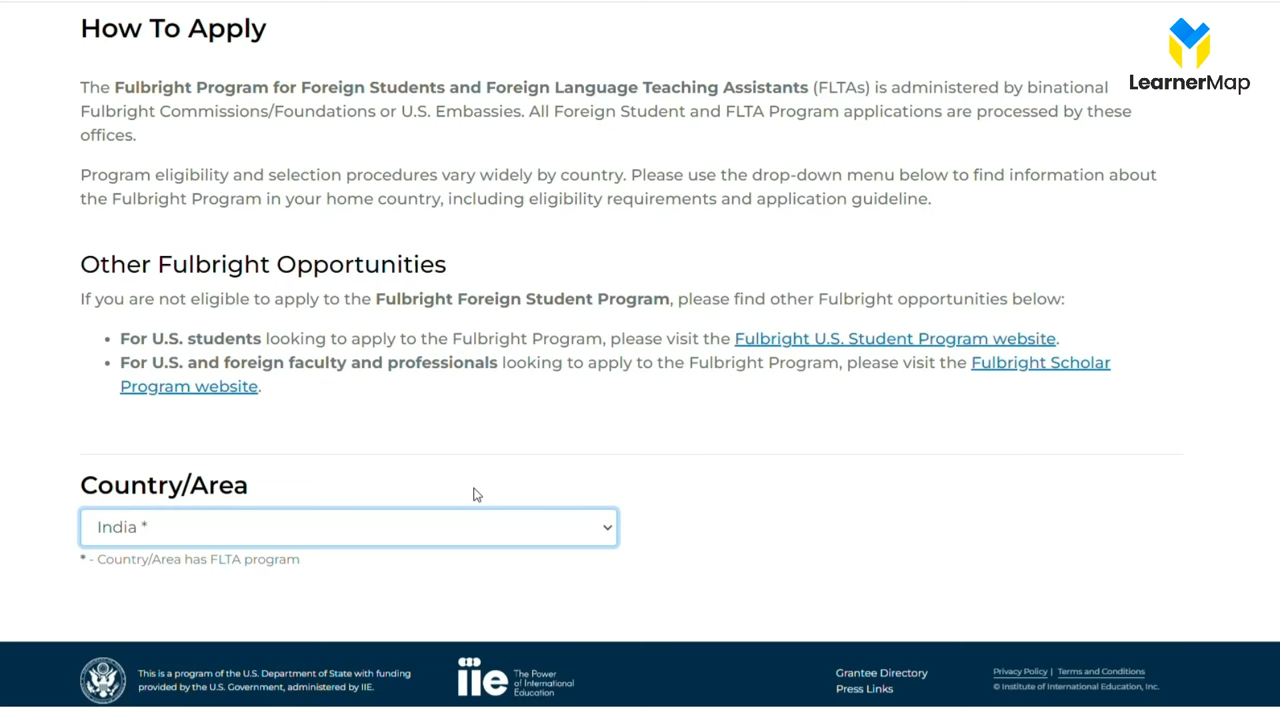 How To Apply
LearnerMap
The Fulbright Program for Foreign Students and Foreign Language Teaching Assistants (FLTAs) is administered by binational
Fulbright Commissions/Foundations or U.S. Embassies. All Foreign Student and FLTA Program applications are processed by these
offices.
Program eligibility and selection procedures vary widely by country. Please use the drop-down menu below to find information about
the Fulbright Program in your home country, including eligibility requirements and application guideline.
Other Fulbright Opportunities
If you are not eligible to apply to the Fulbright Foreign Student Program, please find other Fulbright opportunities below:
• For U.S. students looking to apply to the Fulbright Program, please visit the Fulbright U.S. Student Program website.
• For U.S. and foreign faculty and professionals looking to apply to the Fulbright Program, please visit the Fulbright Scholar
Program website.
Country/Area
India *
* - Country/Area has FLTA program
This is a program of the U.S. Department of State with funding
provided by the U.S. Government, administered by IIE.
iie
The Power
of International
Education
Grantee Directory
Press Links
Privacy Policy | Terms and Conditions
© Institute of International Education, Inc.